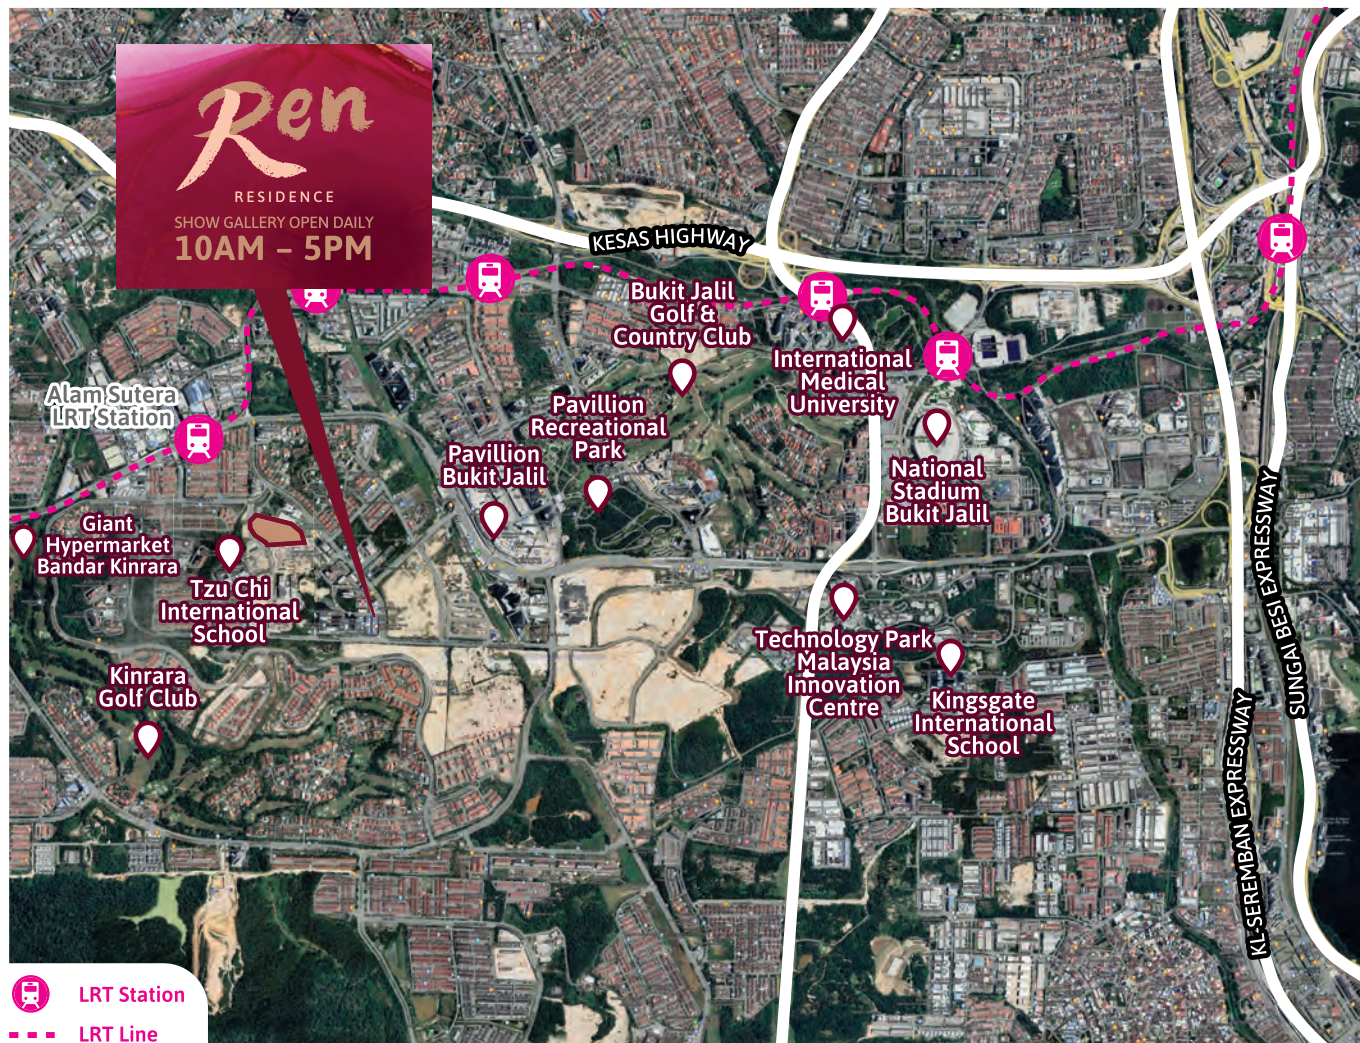 Ren
RESIDENCE
SHOW GALLERY OPEN DAILY
10AM – 5PM
KESAS HIGHWAY
Bukit Jalil
Golf &
Country Club
International
Medical
University
Alam Sutera
LRT Station
Pavillion
Recreational
Park
Pavillion
Bukit Jalil
National
Stadium
Bukit Jalil
Giant
Hypermarket
Bandar Kinrara
Tzu Chi
International
School
Kinrara
Golf Club
Technology Park
Malaysia
Innovation
Centre
Kingsgate
International
School
SUNGAI BESI EXPRESSWAY
KL-SEREMBAN EXPRESSWAY
LRT Station
LRT Line